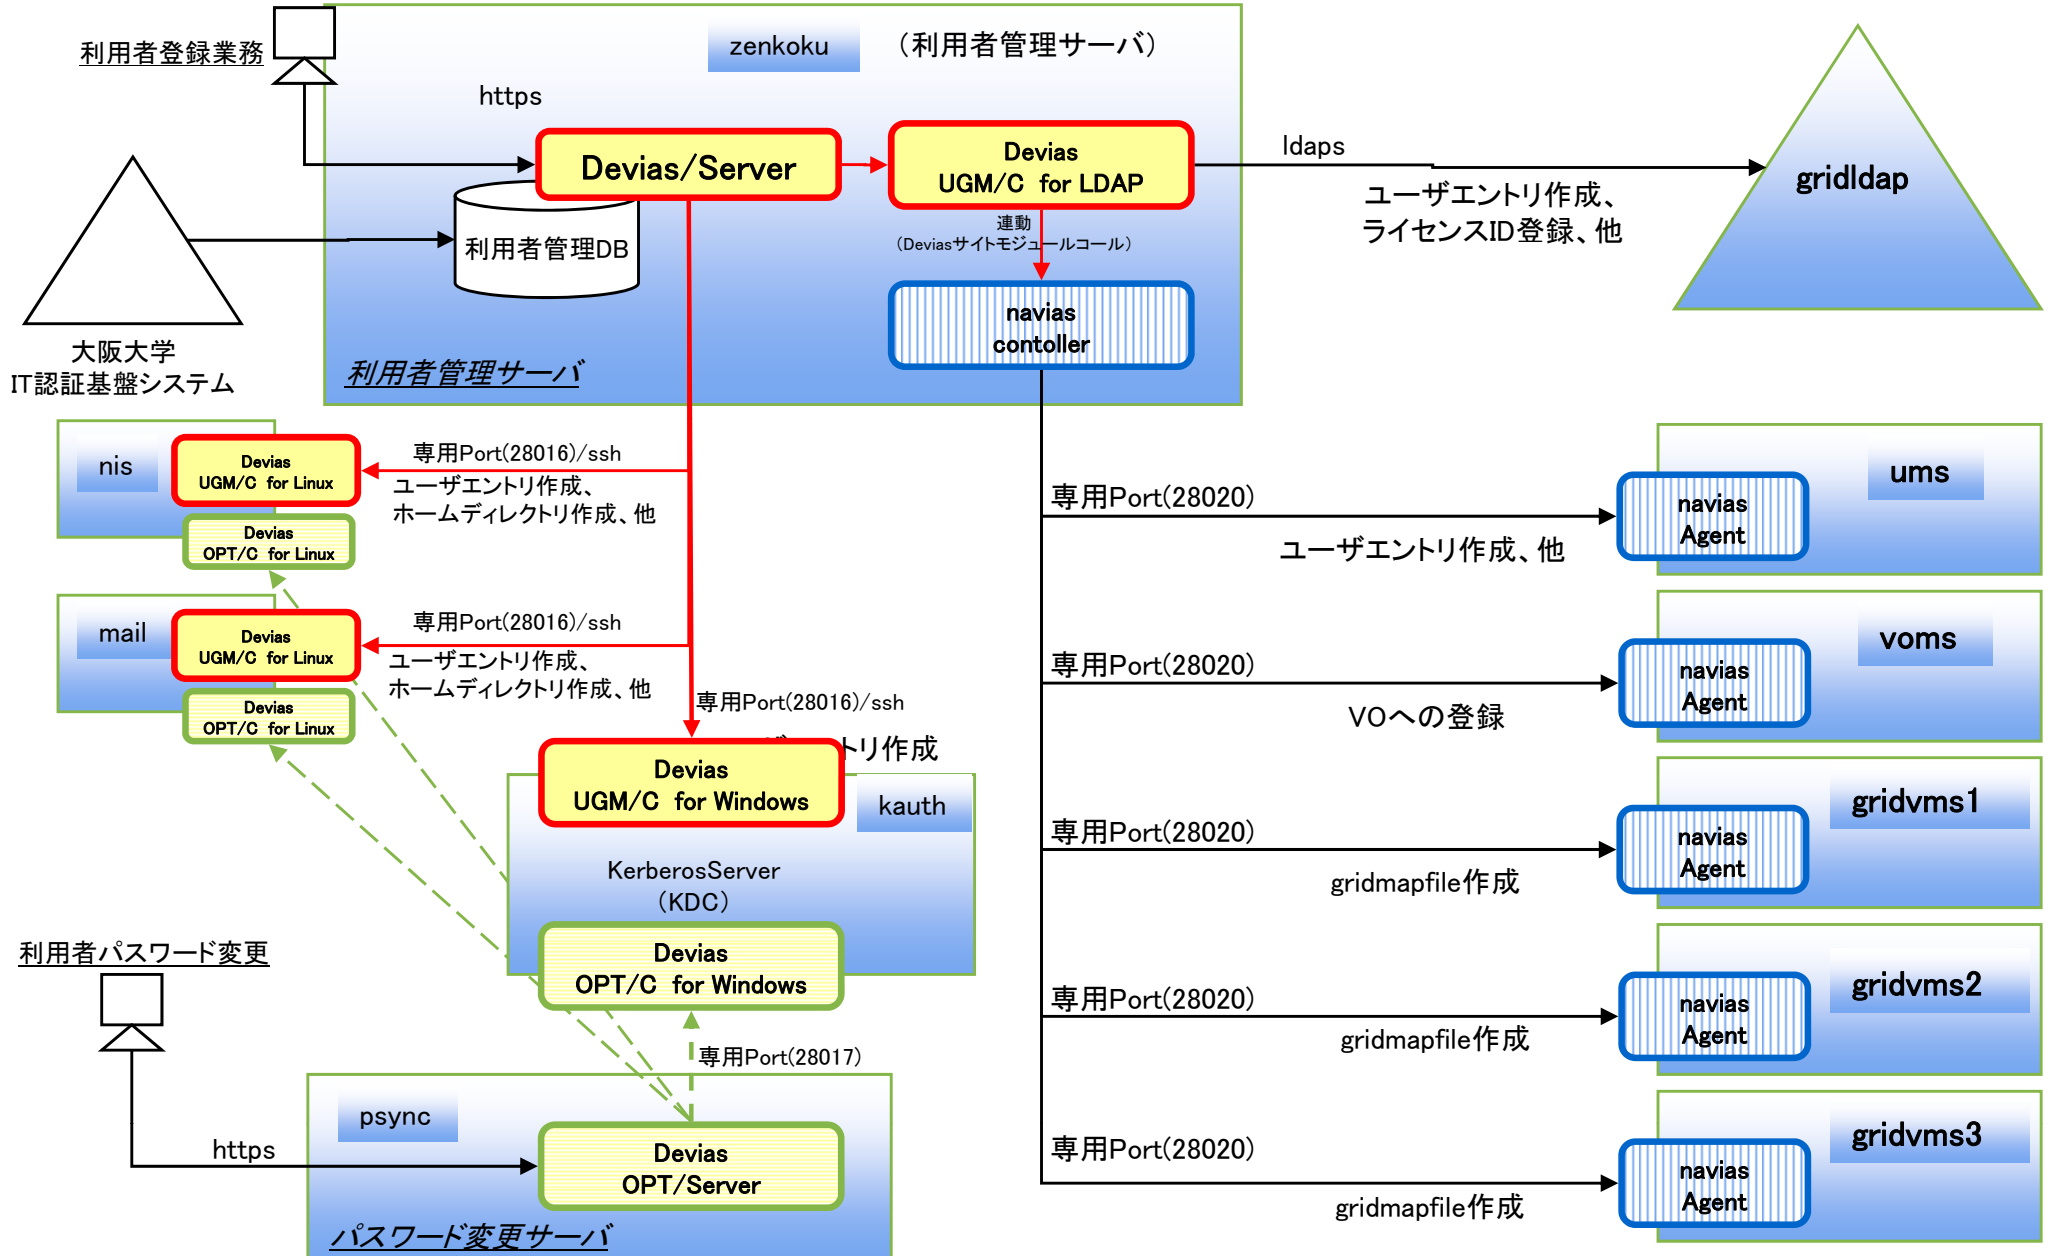 利用者登録業務
zenkoku
（利用者管理サーバ）
https
Devias/Server
Devias
UGM/C for LDAP
ldaps
ユーザエントリ作成、
ライセンスID登録、他
gridldap
利用者管理DB
連動
（Deviasサイトモジュールコール）
navias
contoller
利用者管理サーバ
大阪大学
IT認証基盤システム
nis
Devias
UGM/C for Linux
Devias
OPT/C for Linux
専用Port(28016)/ssh
ユーザエントリ作成、
ホームディレクトリ作成、他
mail
Devias
UGM/C for Linux
Devias
OPT/C for Linux
専用Port(28016)/ssh
ユーザエントリ作成、
ホームディレクトリ作成、他
専用Port(28016)/ssh
トリ作成
Devias
UGM/C for Windows
kauth
KerberosServer
（KDC）
Devias
OPT/C for Windows
専用Port(28017)
利用者パスワード変更
https
psync
Devias
OPT/Server
パスワード変更サーバ
専用Port(28020)
ユーザエントリ作成、他
navias
Agent
ums
専用Port(28020)
VOへの登録
navias
Agent
voms
専用Port(28020)
gridmapfile作成
navias
Agent
gridvms1
専用Port(28020)
gridmapfile作成
navias
Agent
gridvms2
専用Port(28020)
gridmapfile作成
navias
Agent
gridvms3